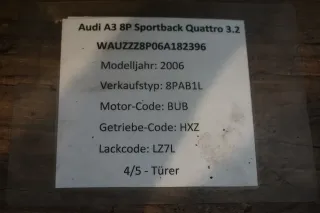 Audi A3 8P Sportback Quattro 3.2
WAUZZZ8P06A182396
Modelljahr: 2006
Verkaufstyp: 8PAB1L
Motor-Code: BUB
Getriebe-Code: HXZ
Lackcode: LZ7L
4/5 - Türer